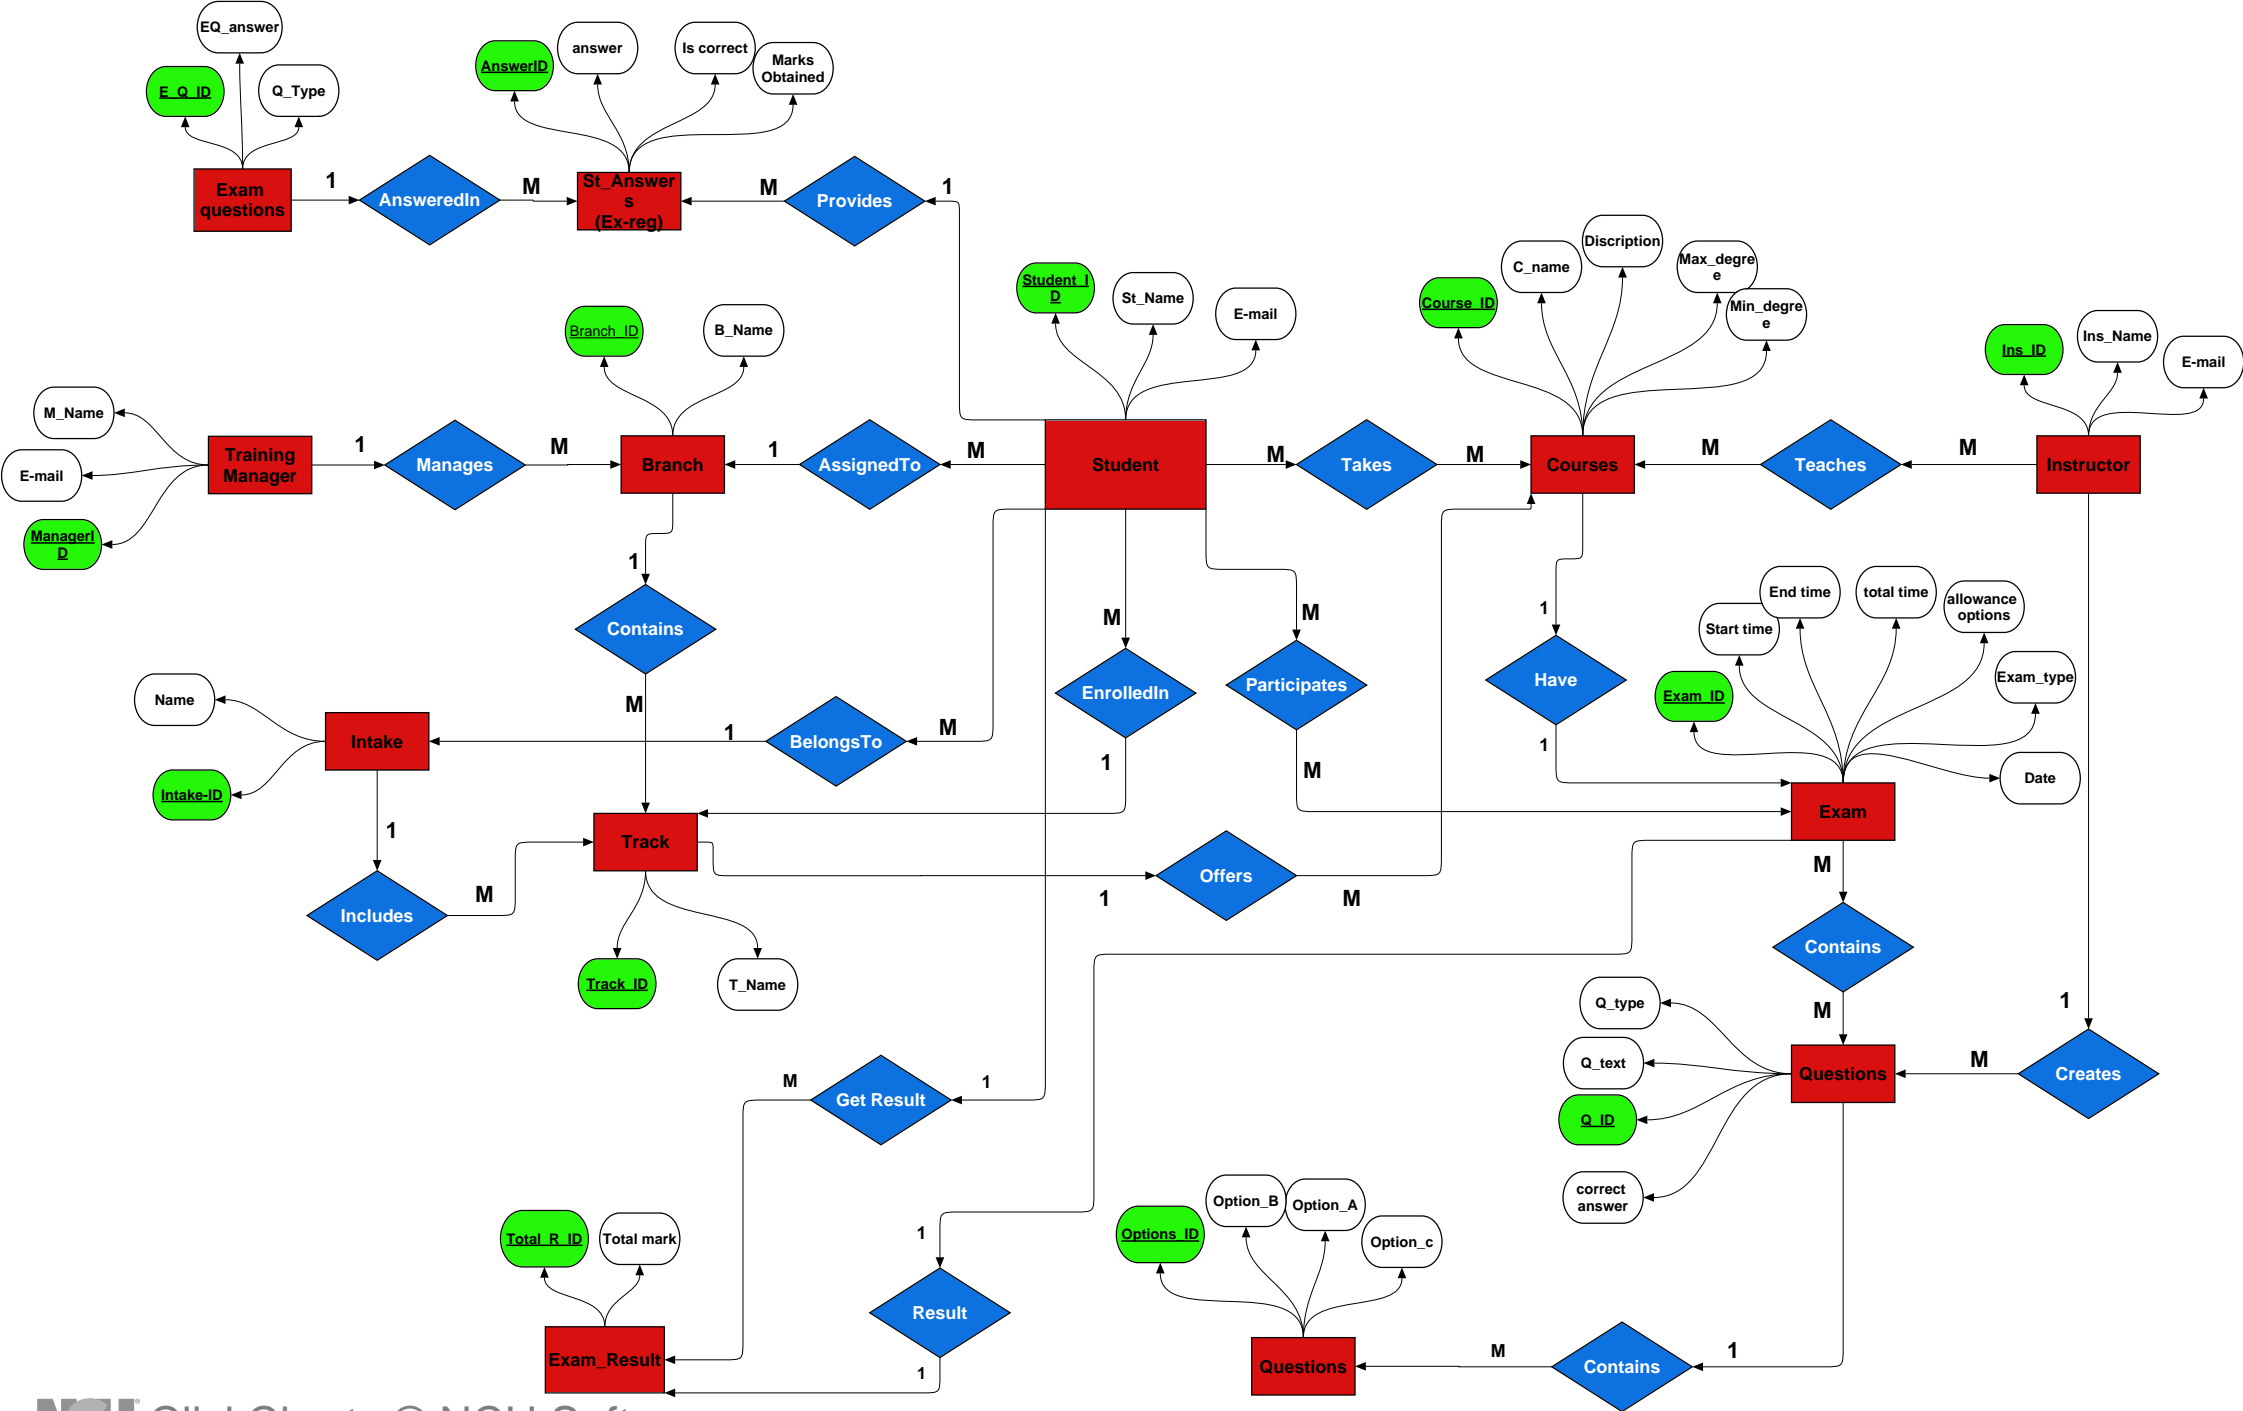 EQ_answer
E_Q_ID
Q_Type
AnswerID
answer
Is correct
Marks
Obtained
Exam
questions
1
AnsweredIn
M
St_Answer
s
(Ex-reg)
M
Provides
1
Student_I
D
St_Name
E-mail
Course_ID
C_name
Discription
Max_degre
e
Min_degre
e
Ins_ID
Ins_Name
E-mail
Branch_ID
B_Name
M_Name
E-mail
ManagerI
D
Training
Manager
1
Manages
M
Branch
1
AssignedTo
M
Student
M
Takes
M
Courses
M
Teaches
M
Instructor
1
Contains
M
M
EnrolledIn
1
M
Participates
M
1
Have
1
Start time
End time
total time
allowance
options
Exam_ID
Exam_type
Date
Exam
Name
Intake-ID
Intake
1
BelongsTo
M
1
Includes
M
Track
Track_ID
T_Name
1
Offers
M
M
Contains
M
1
Creates
M
Q_type
Q_text
Q_ID
correct
answer
Questions
M
Get Result
1
Total_R_ID
Total mark
Exam_Result
1
Result
1
Options_ID
Option_B
Option_A
Option_c
Questions
M
Contains
1